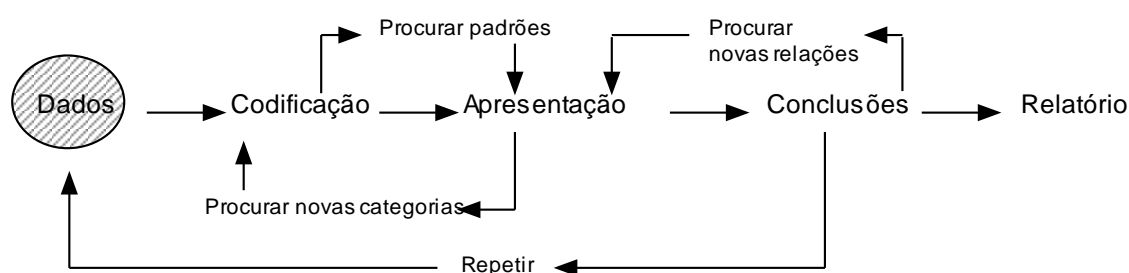 Procurar padrões
Procurar
novas relações
Dados
Codificação
Apresentação
Conclusões
Relatório
Procurar novas categorias
Repetir